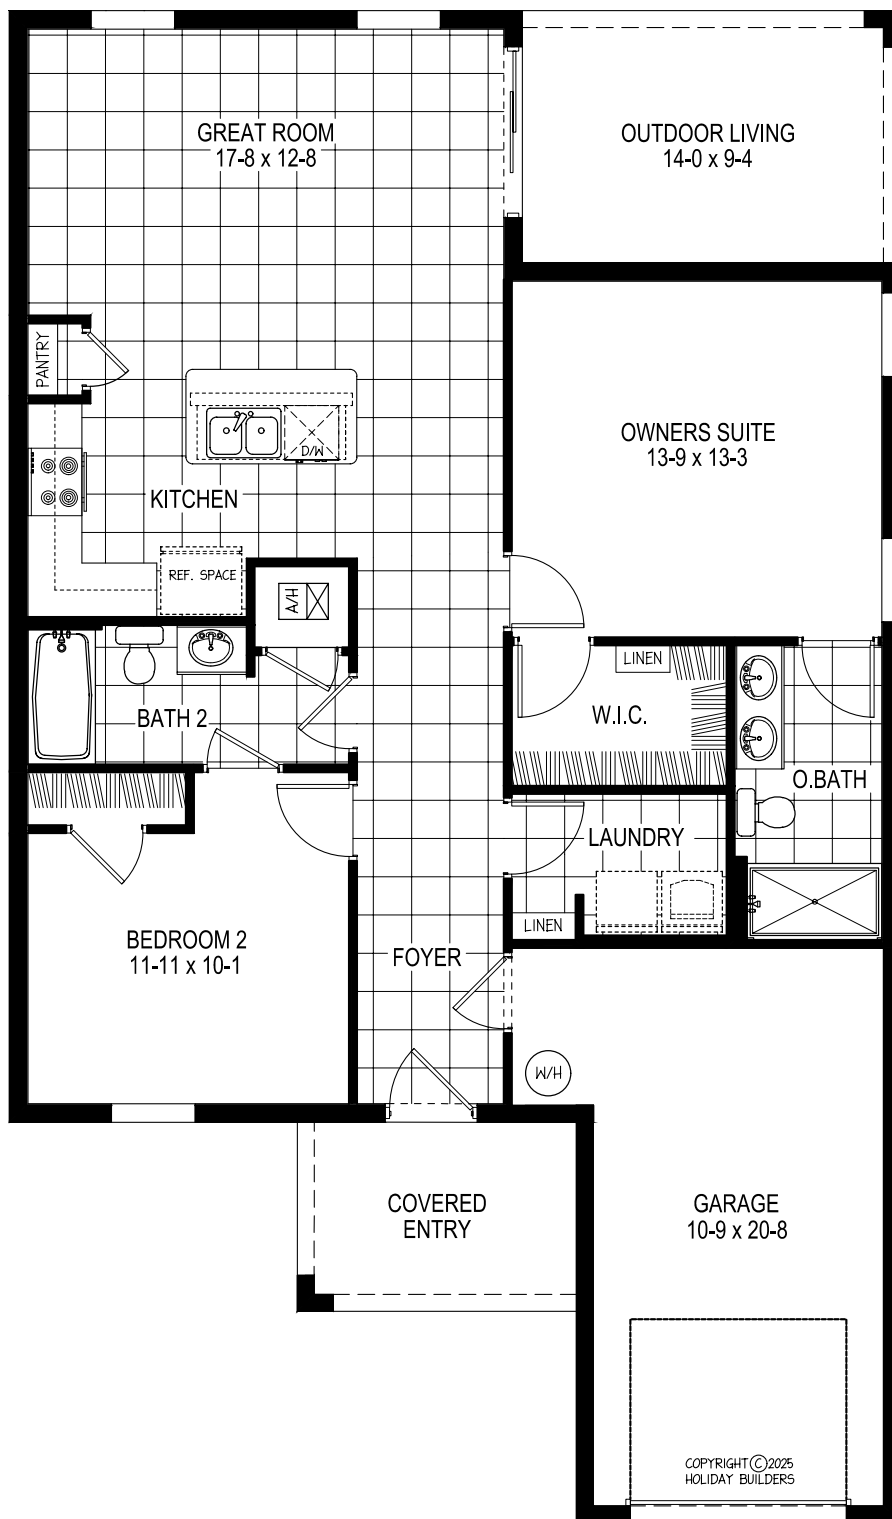 GREAT ROOM
17-8 x 12-8
OUTDOOR LIVING
14-0 x 9-4
PANTRY
D/W
OWNERS SUITE
13-9 x 13-3
KITCHEN
REF. SPACE
A/H
LINEN
W.I.C.
BATH 2
O.BATH
LAUNDRY
LINEN
BEDROOM 2
11-11 x 10-1
FOYER
W/H
COVERED
ENTRY
GARAGE
10-9 x 20-8
COPYRIGHT©2025
HOLIDAY BUILDERS